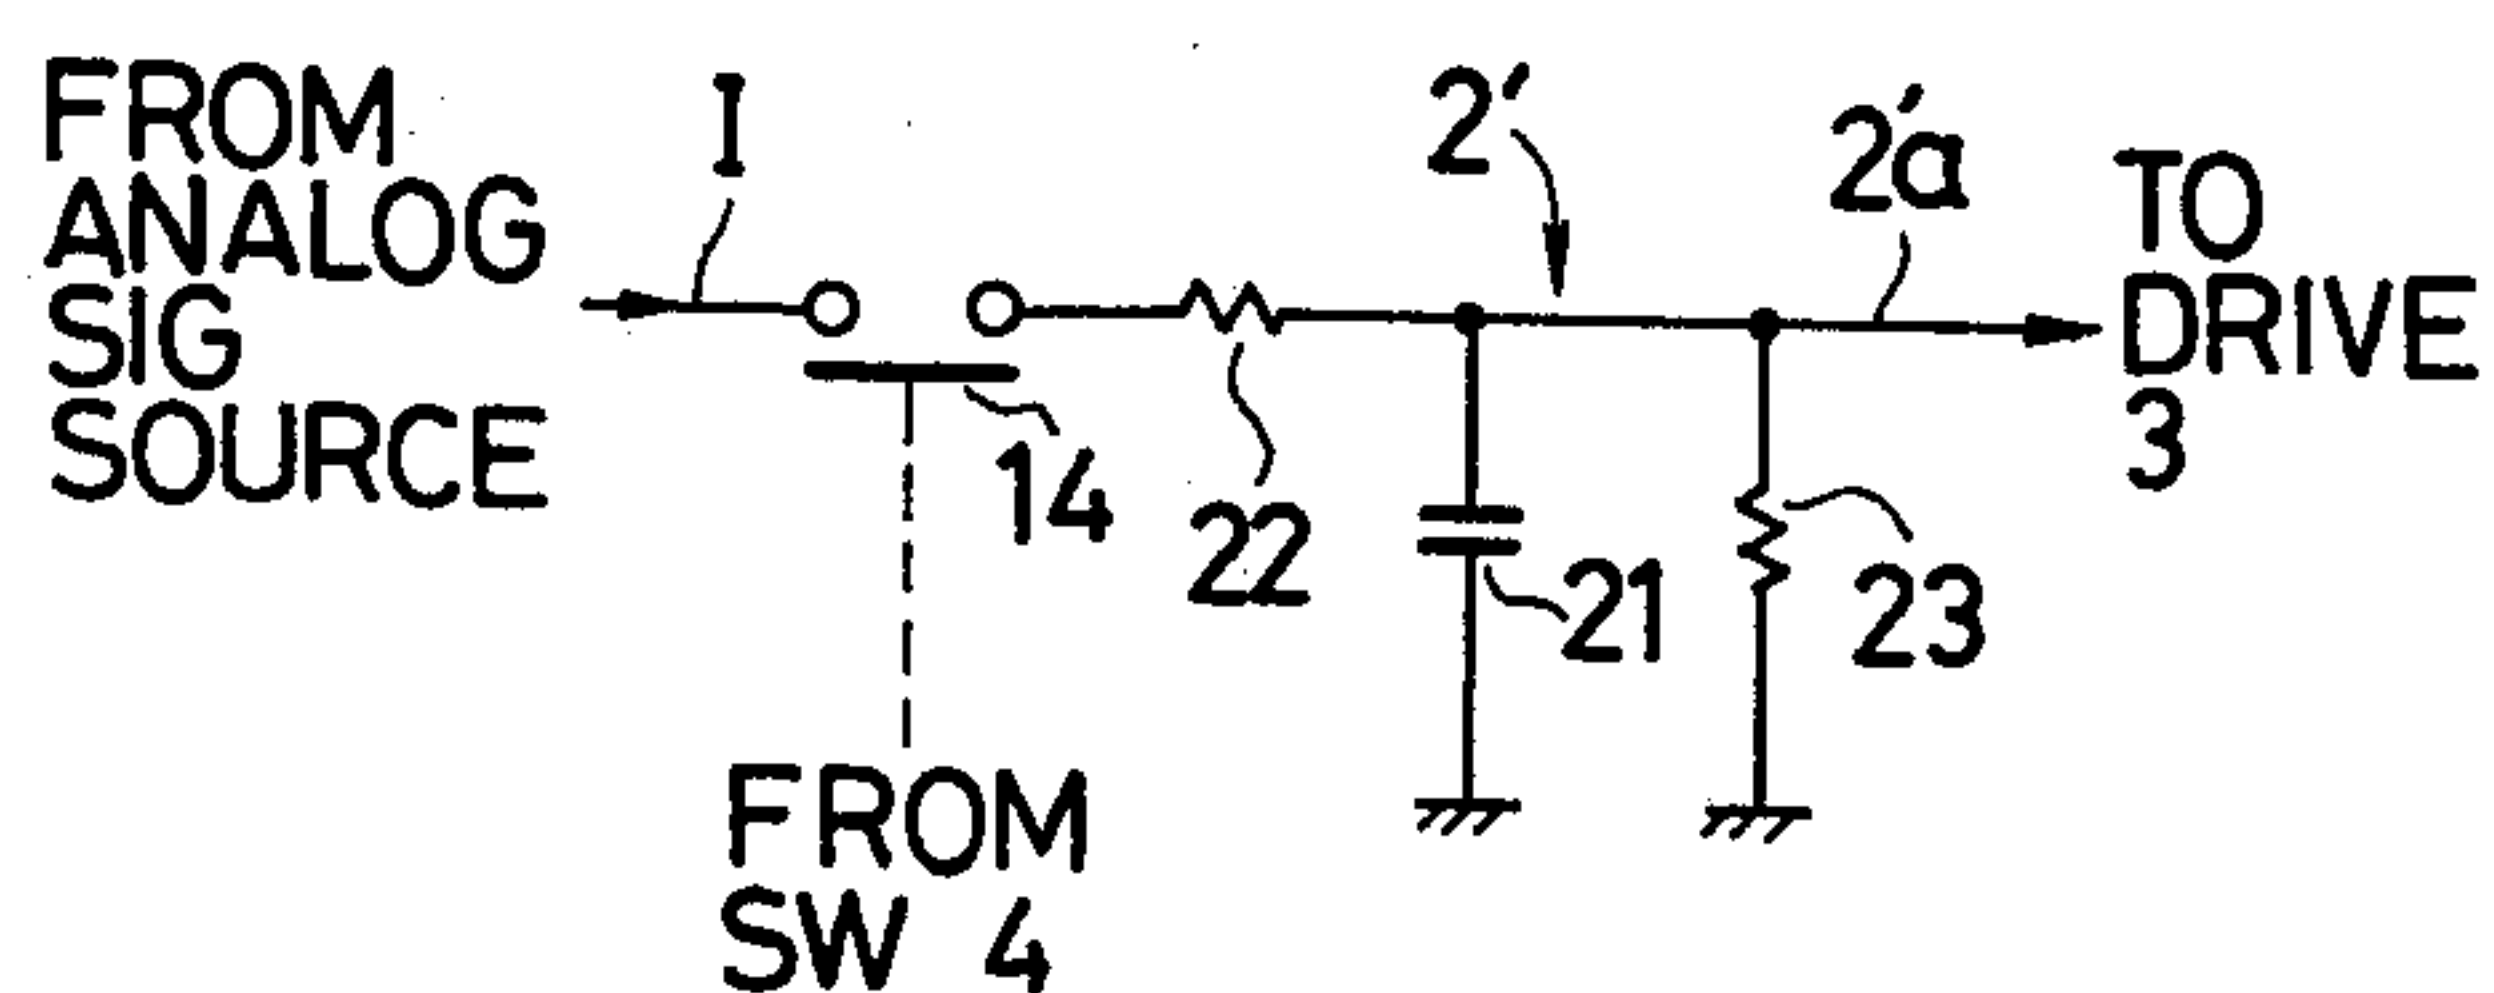 FROM
ANALOG
SIG
SOURCE
I
2'
2'a
TO
DRIVE
3
14
22
21
23
FROM
SW 4